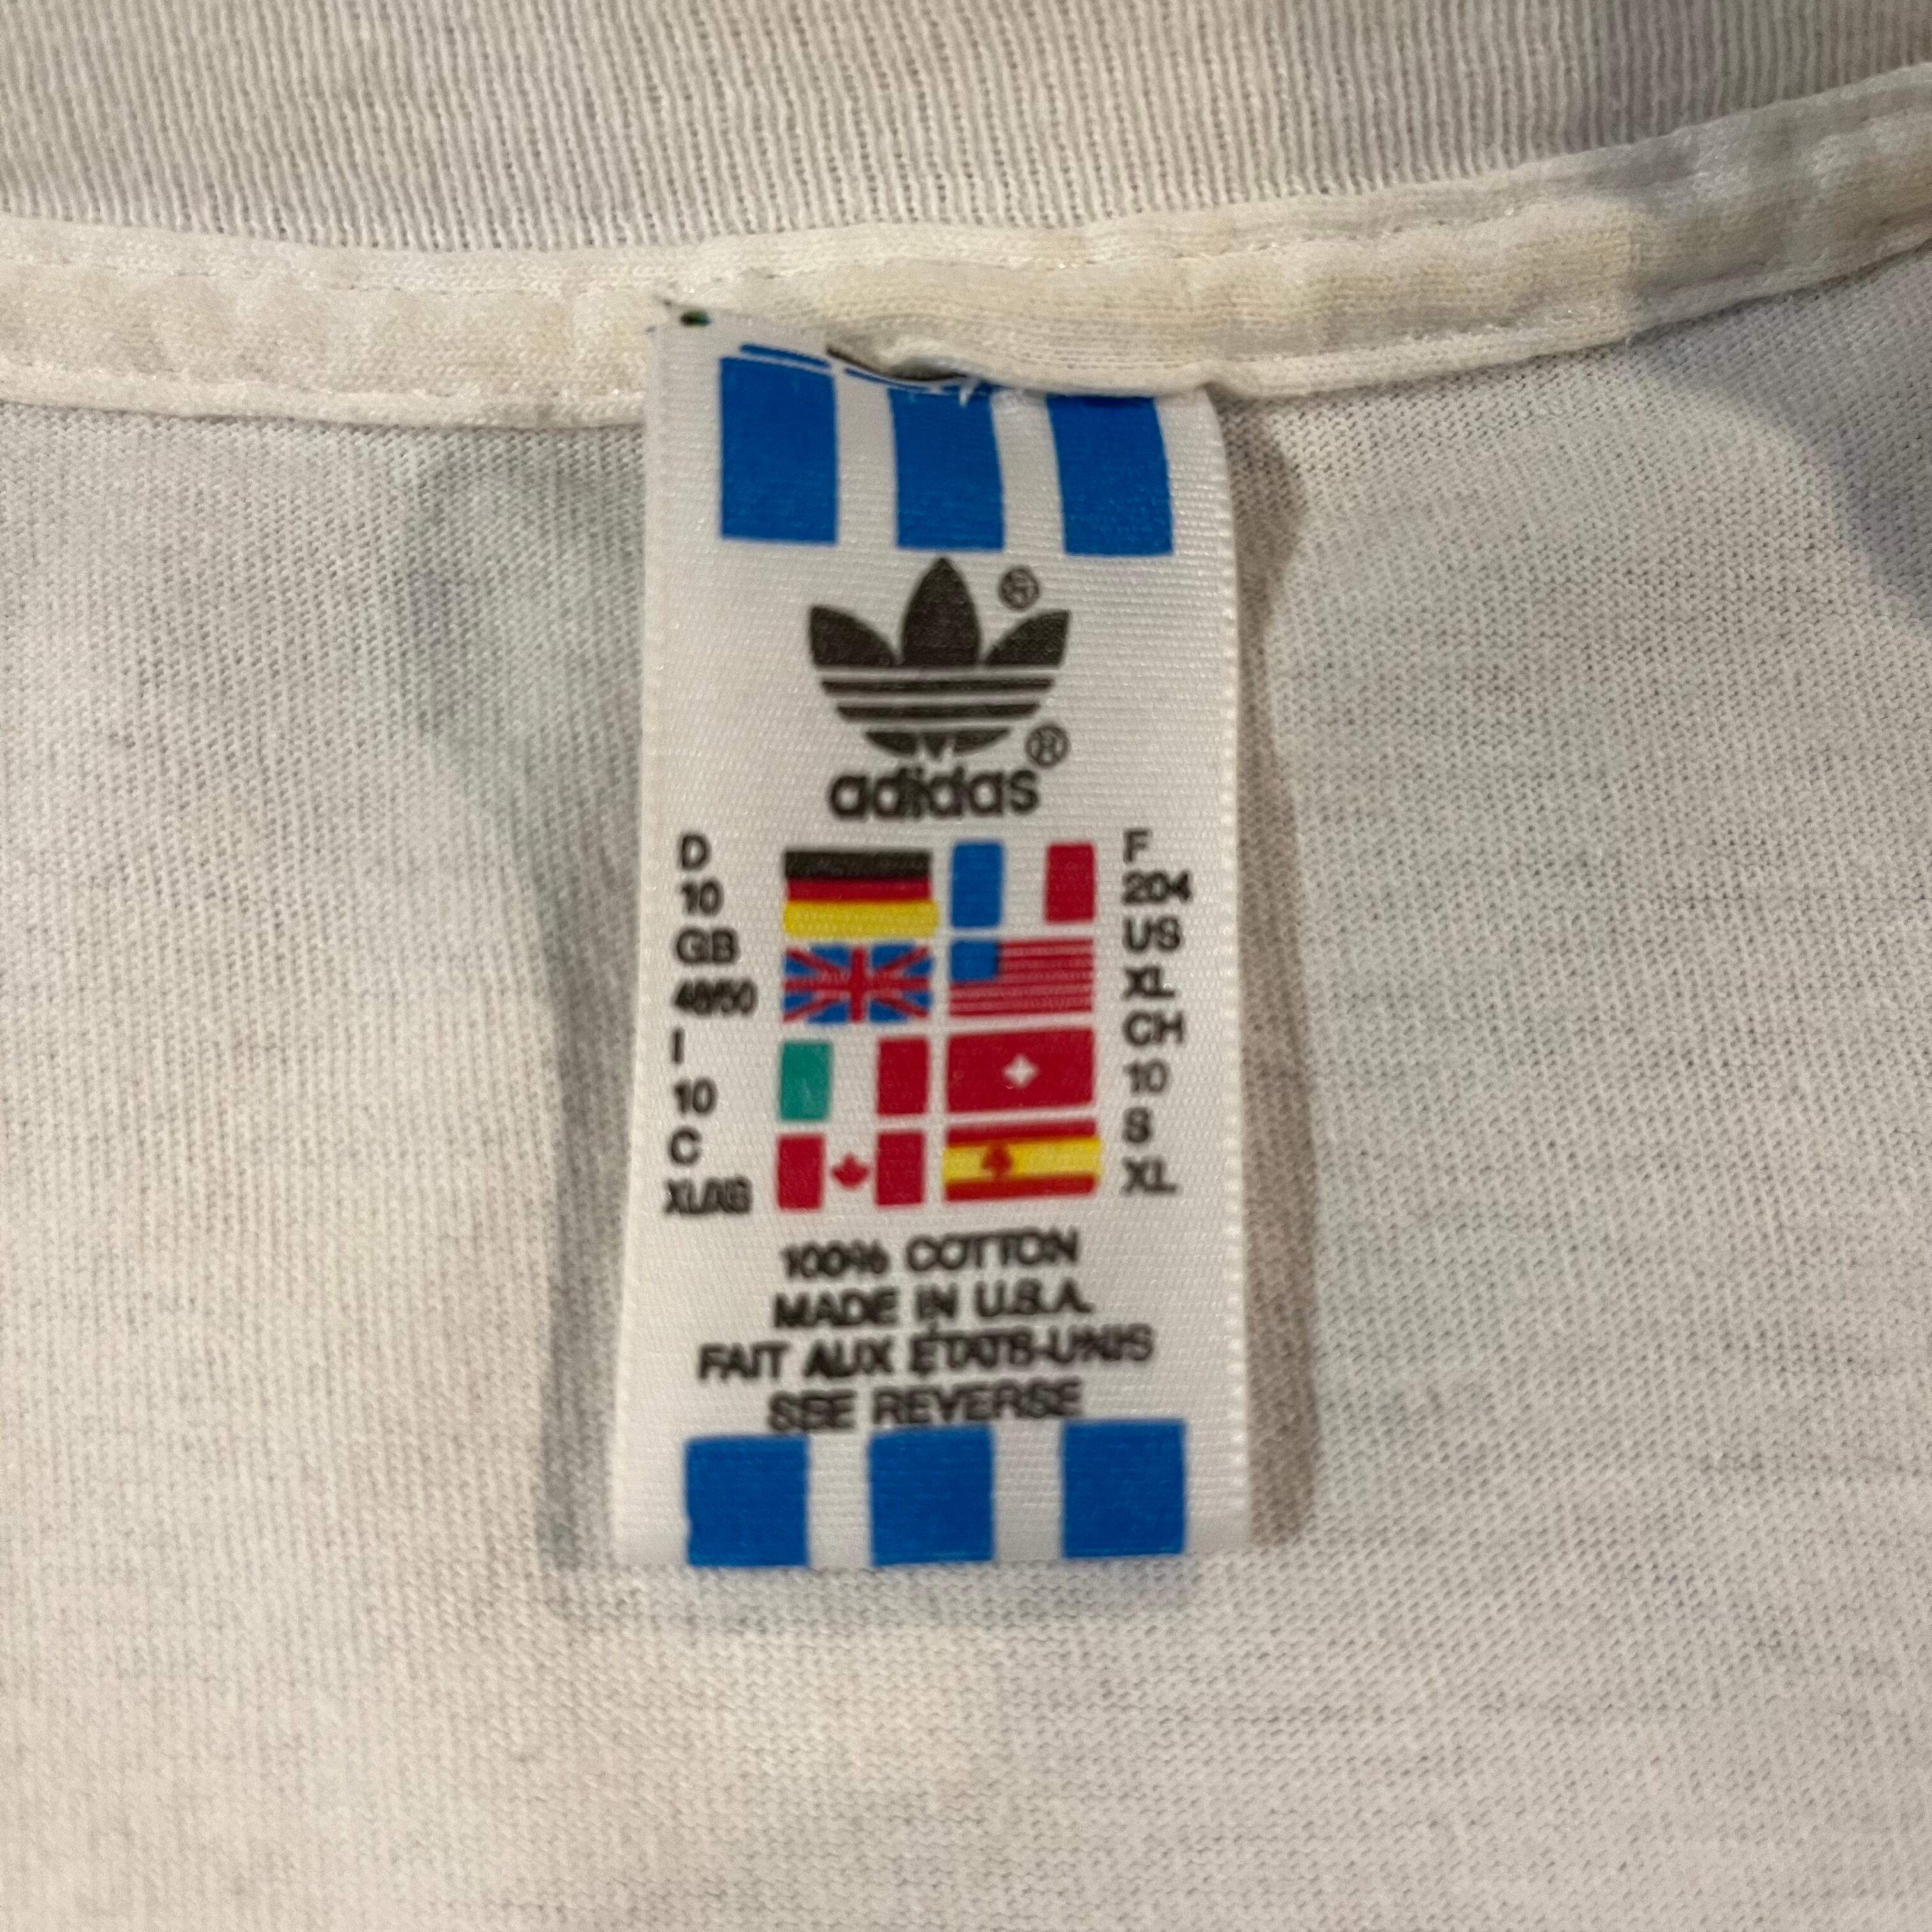 ®
®
adidas
D
10
GB
48/50
I
10
C
XL/XG
F
204
US
XL
CH
10
S
XL
100% COTTON
MADE IN U.S.A.
FAIT AUX ÉTATS-UNIS
SEE REVERSE